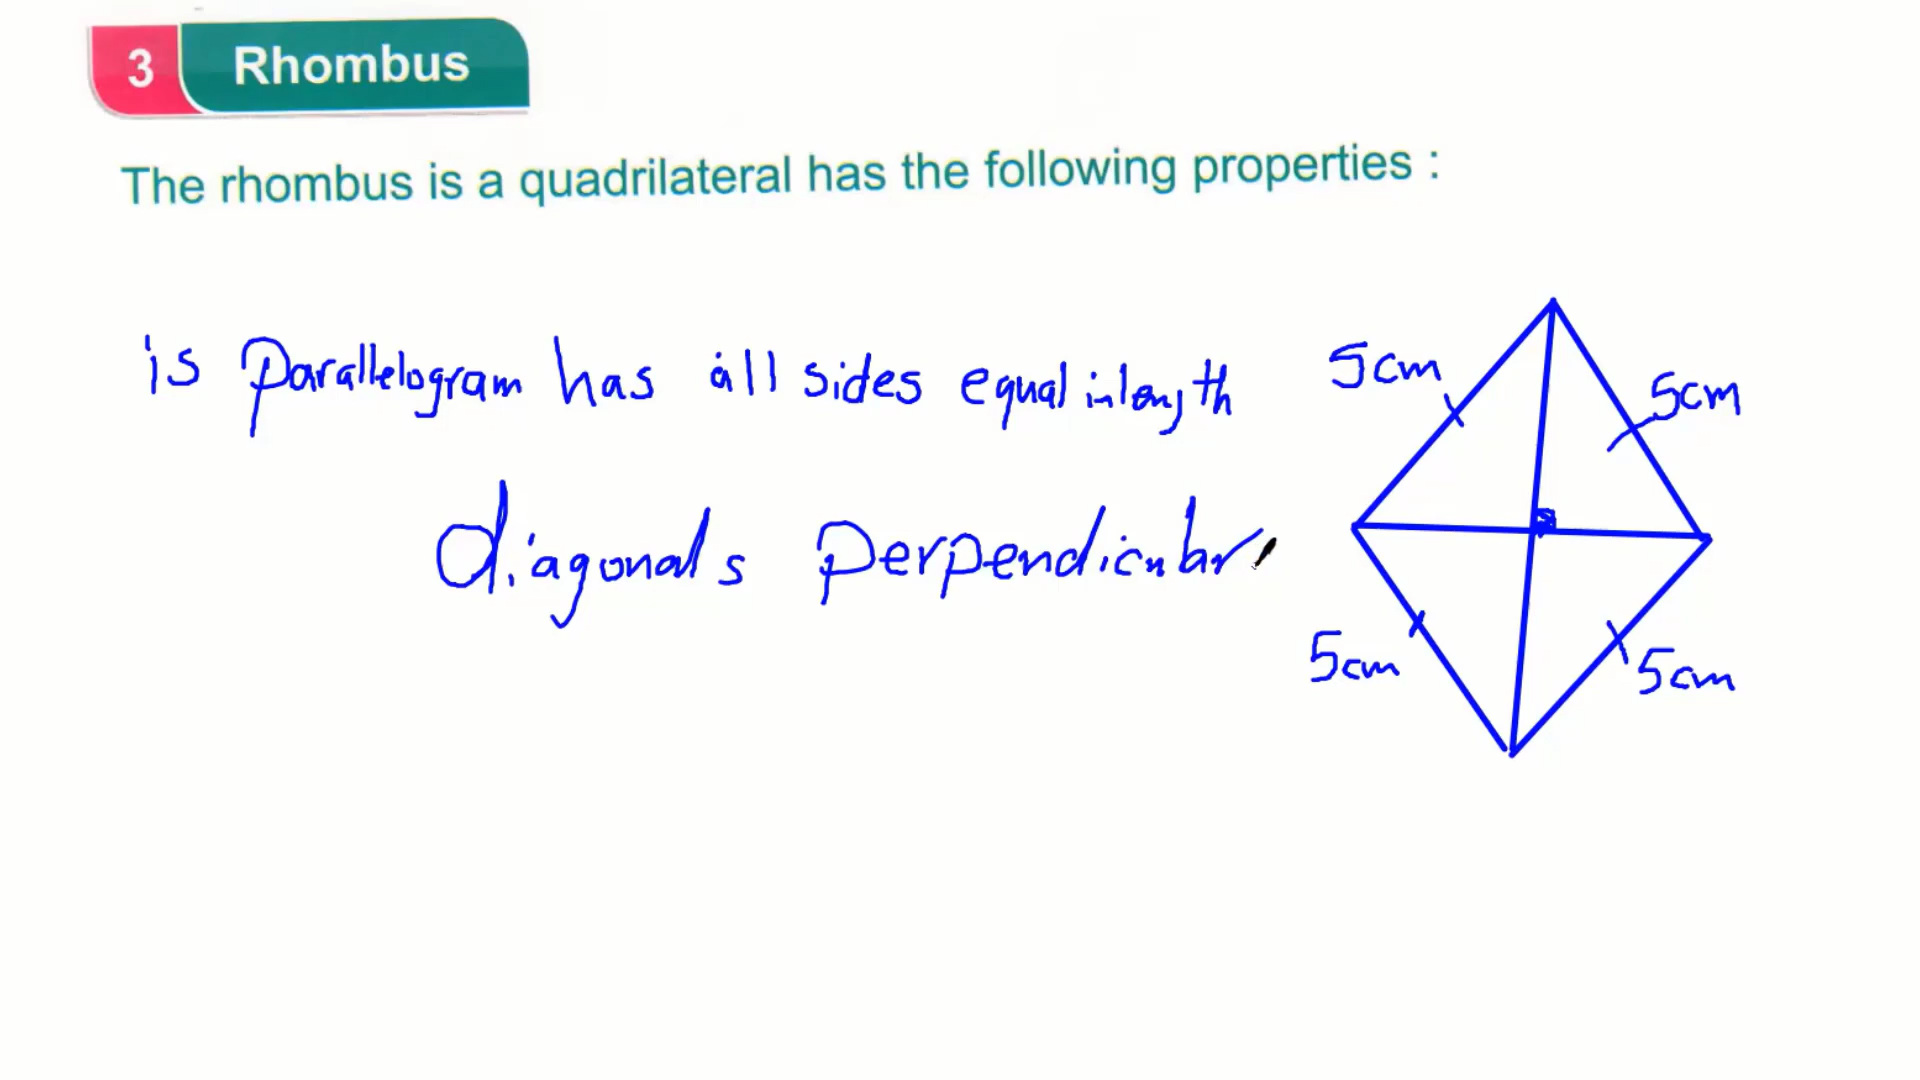 3 Rhombus
The rhombus is a quadrilateral has the following properties :
is parallelogram has all sides equal in length
diagonals perpendicular
5cm
5cm
5cm
5cm